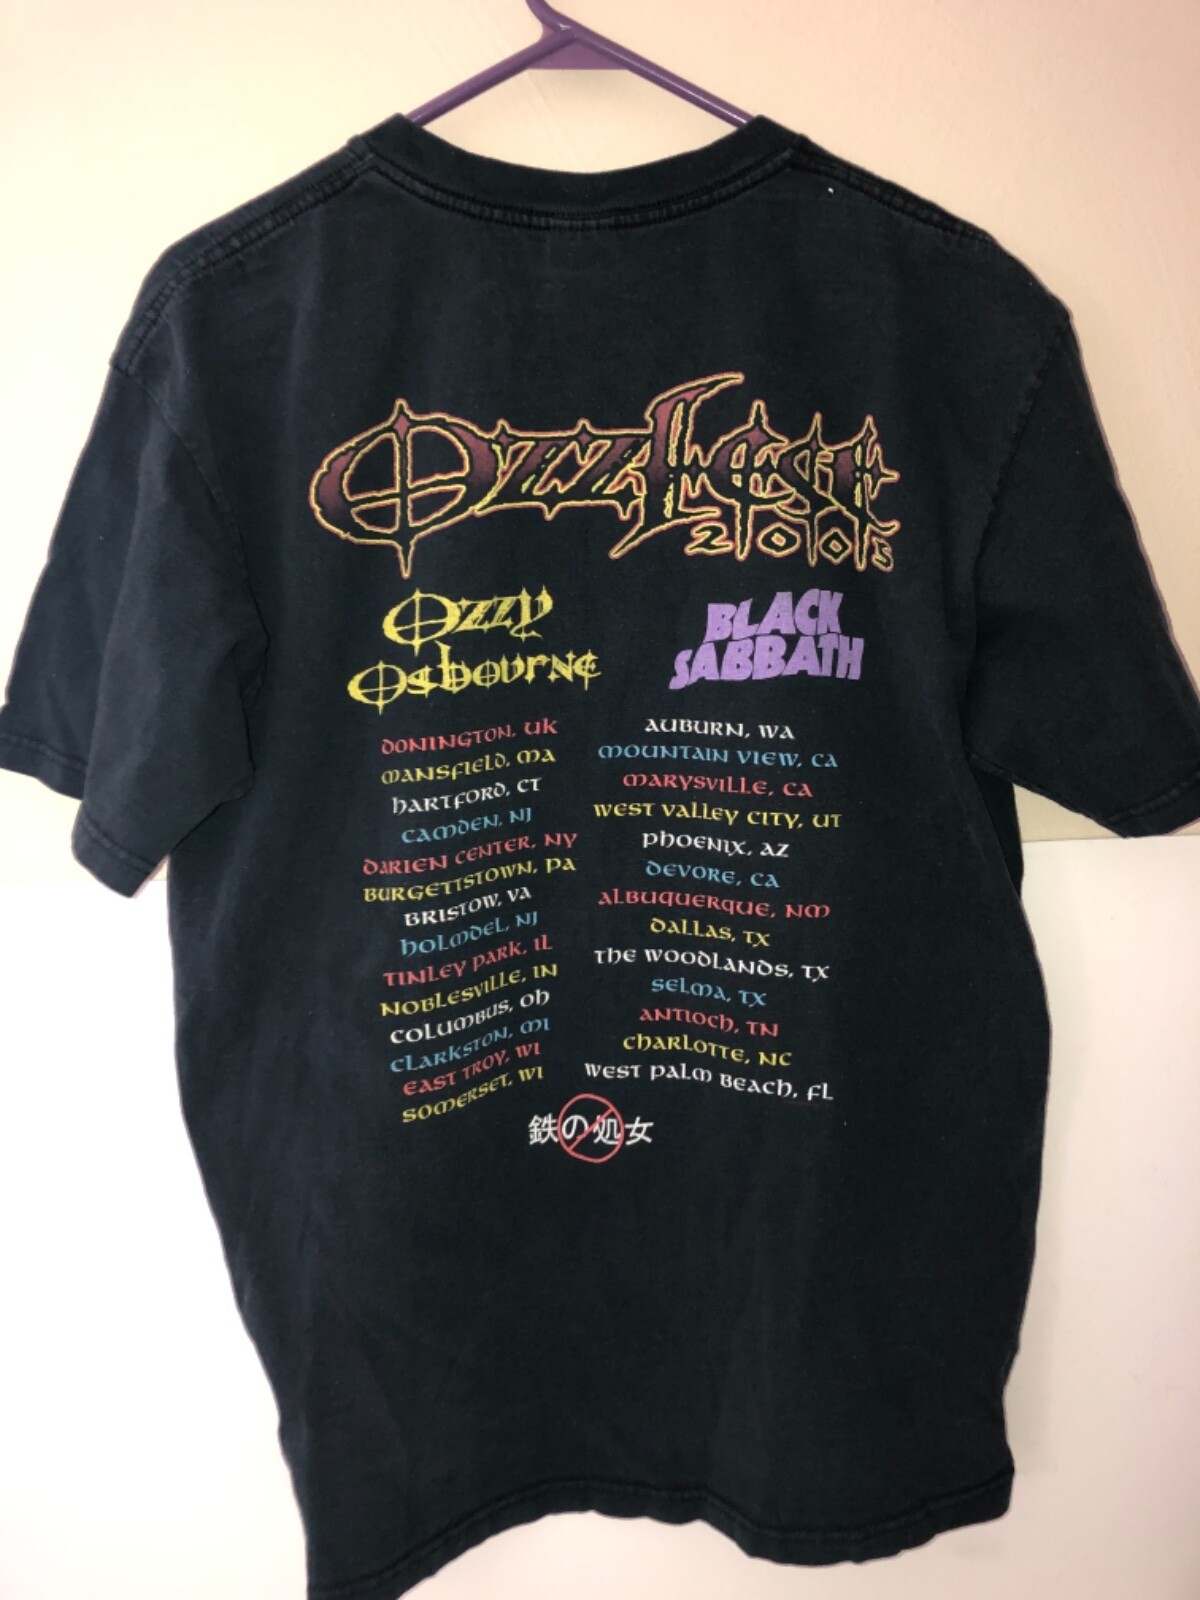 Ozzfest
2005
Ozzy
Osbourne
DONINGTON, UK
MANSFIELD, MA
HARTFORD, CT
CAMDEN, NJ
DARIEN CENTER, NY
BURGETTSTOWN, PA
BRISTOW, VA
HOLMDEL, NJ
TINLEY PARK, IL
NOBLESVILLE, IN
COLUMBUS, OH
CLARKSTON, MI
EAST TROY, WI
SOMERSET, WI
BLACK
SABBATH
AUBURN, WA
MOUNTAIN VIEW, CA
MARYSVILLE, CA
WEST VALLEY CITY, UT
PHOENIX, AZ
DEVORE, CA
ALBUQUERQUE, NM
DALLAS, TX
THE WOODLANDS, TX
SELMA, TX
ANTIOCH, TN
CHARLOTTE, NC
WEST PALM BEACH, FL
鉄の処女